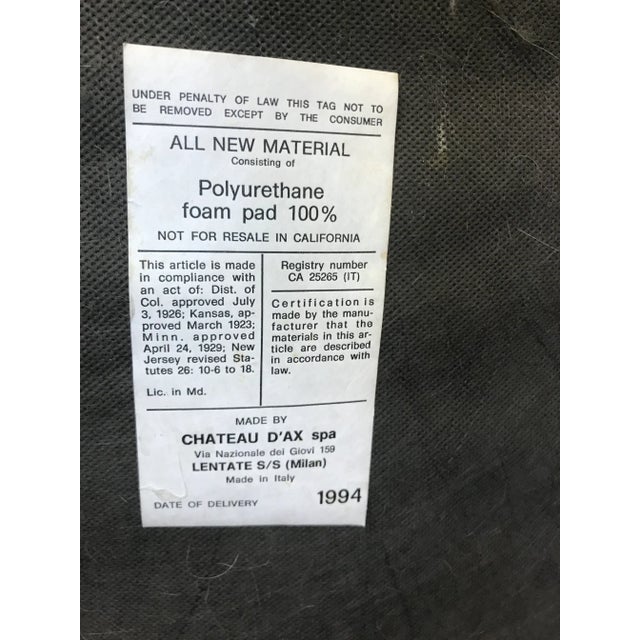 UNDER PENALTY OF LAW THIS TAG NOT TO
BE REMOVED EXCEPT BY THE CONSUMER
ALL NEW MATERIAL
Consisting of
Polyurethane
foam pad 100%
NOT FOR RESALE IN CALIFORNIA
This article is made
in compliance with
an act of: Dist. of
Col. approved July
3, 1926; Kansas, ap-
proved March 1923;
Minn. approved
April 24, 1929; New
Jersey revised Sta-
tutes 26: 10-6 to 18.
Lic. in Md.
Registry number
CA 25265 (IT)
Certification is
made by the manu-
facturer that the
materials in this ar-
ticle are described
in accordance with
law.
MADE BY
CHATEAU D'AX spa
Via Nazionale dei Giovi 159
LENTATE S/S (Milan)
Made in Italy
DATE OF DELIVERY 1994